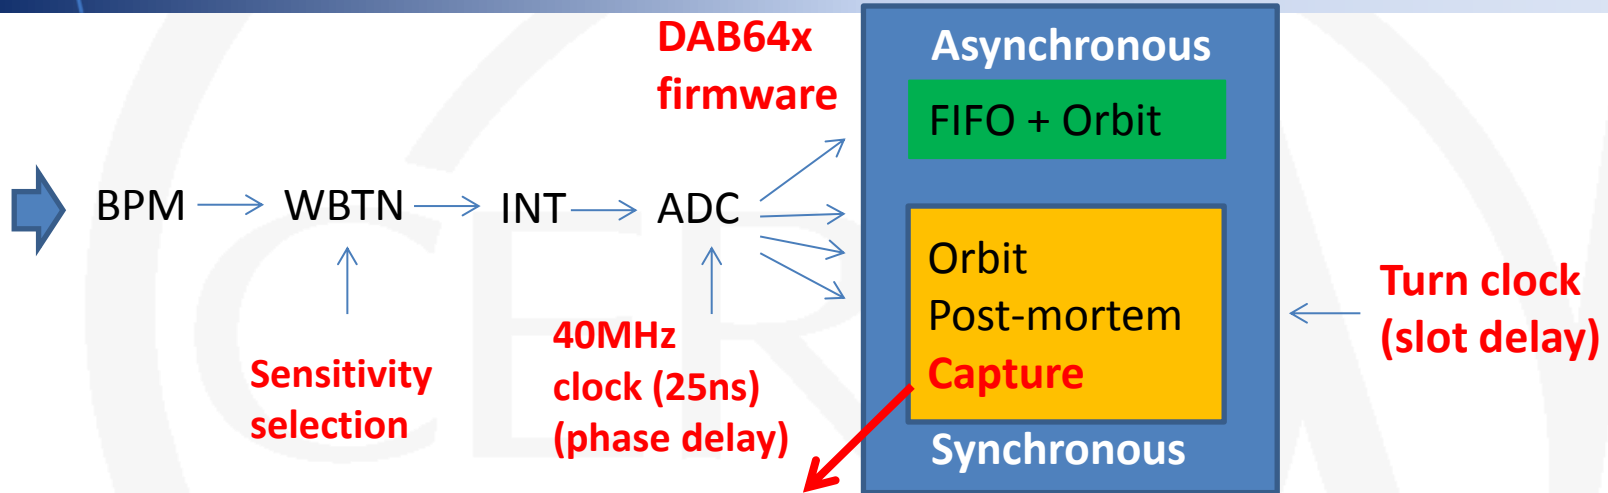 DAB64x
firmware
Asynchronous
FIFO + Orbit
BPM
WBTN
INT
ADC
Orbit
Post-mortem
Capture
Synchronous
Turn clock
(slot delay)
40MHz
clock (25ns)
(phase delay)
Sensitivity
selection
CER